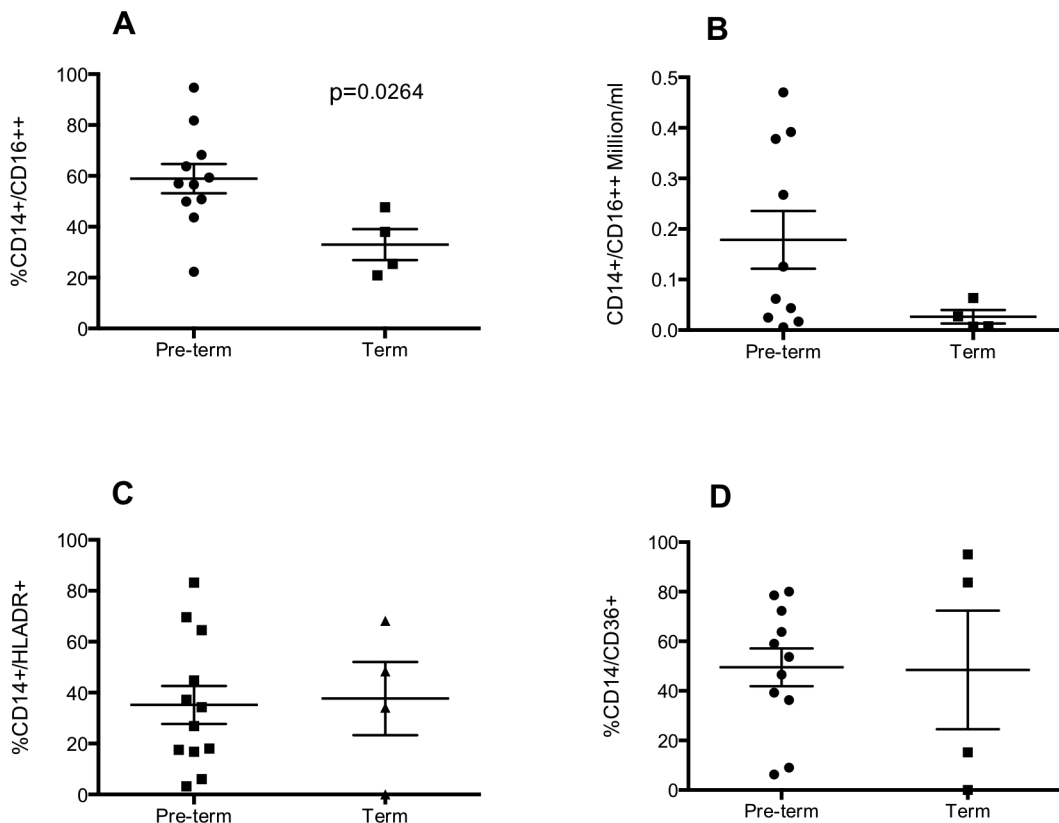 A
%CD14+/CD16++
100
80
60
40
20
0
p=0.0264
Pre-term
Term
B
CD14+/CD16++ Million/ml
0.5
0.4
0.3
0.2
0.1
0.0
Pre-term
Term
C
%CD14+/HLADR+
100
80
60
40
20
0
Pre-term
Term
D
%CD14/CD36+
100
80
60
40
20
0
Pre-term
Term